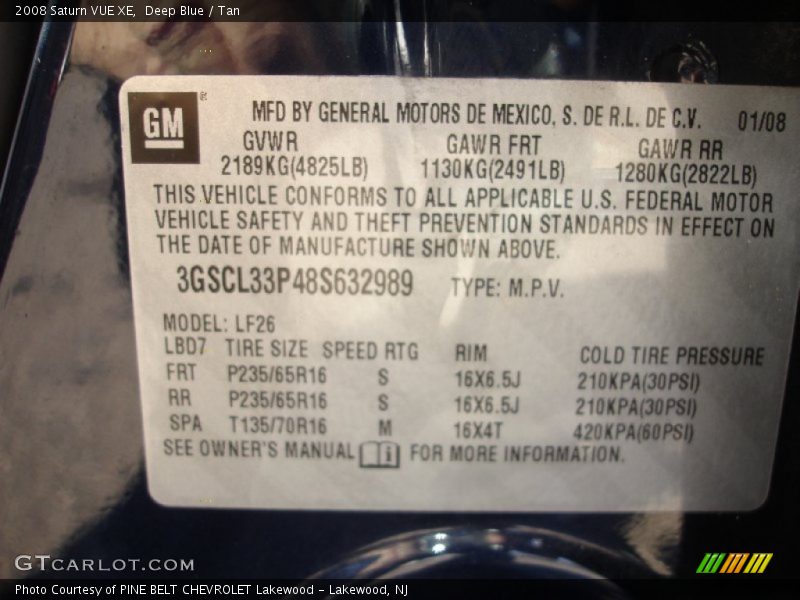 2008 Saturn VUE XE, Deep Blue / Tan
GM ®
MFD BY GENERAL MOTORS DE MEXICO, S. DE R.L. DE C.V. 01/08
GVWR GAWR FRT GAWR RR
2189KG(4825LB) 1130KG(2491LB) 1280KG(2822LB)
THIS VEHICLE CONFORMS TO ALL APPLICABLE U.S. FEDERAL MOTOR
VEHICLE SAFETY AND THEFT PREVENTION STANDARDS IN EFFECT ON
THE DATE OF MANUFACTURE SHOWN ABOVE.
3GSCL33P48S632989 TYPE: M.P.V.
MODEL: LF26
LBD7 TIRE SIZE SPEED RTG RIM COLD TIRE PRESSURE
FRT P235/65R16 S 16X6.5J 210KPA(30PSI)
RR P235/65R16 S 16X6.5J 210KPA(30PSI)
SPA T135/70R16 M 16X4T 420KPA(60PSI)
SEE OWNER'S MANUAL i FOR MORE INFORMATION.
GTCARLOT.COM
Photo Courtesy of PINE BELT CHEVROLET Lakewood - Lakewood, NJ